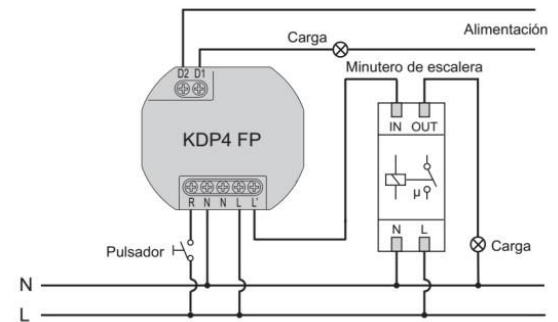 Alimentación
Carga
D2 D1
Minutero de escalera
KDP4 FP
IN OUT
µ
R N N L L'
N L
Pulsador
Carga
N
L